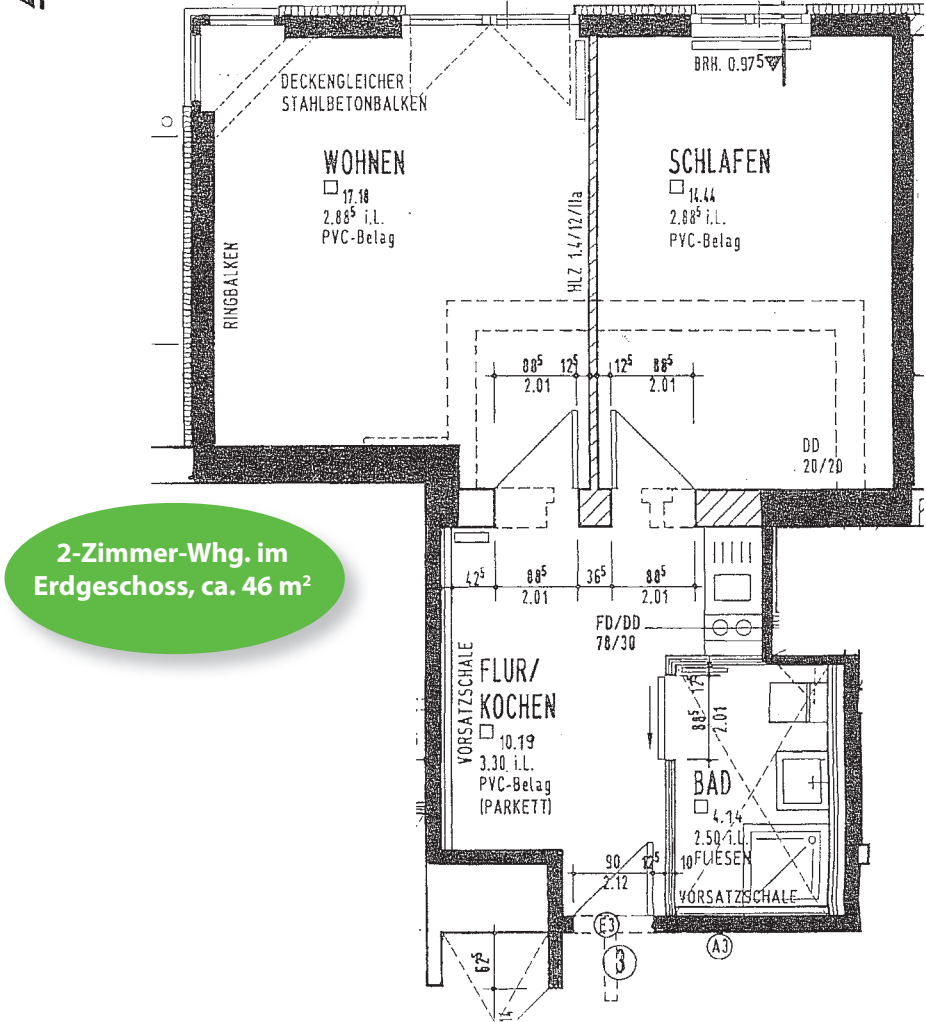 BRH. 0.97⁵
DECKENGLEICHER
STAHLBETONBALKEN
WOHNEN
17.18
2.88⁵ i.L.
PVC-Belag
SCHLAFEN
14.44
2.88⁵ i.L.
PVC-Belag
RINGBALKEN
HLZ 1.4/12/IIa
88⁵ 12⁵ 12⁵ 88⁵
2.01 2.01
DD
20/20
2-Zimmer-Whg. im
Erdgeschoss, ca. 46 m²
42⁵ 88⁵ 36⁵ 88⁵
2.01 2.01
FD/DD
78/30
VORSATZSCHALE
FLUR/
KOCHEN
10.19
3.30 i.L.
PVC-Belag
(PARKETT)
88⁵ 12⁵
2.01
BAD
4.14
2.50 i.L.
FLIESEN
VORSATZSCHALE
90 12⁵ 10
2.12
E3
A3
3
62⁵